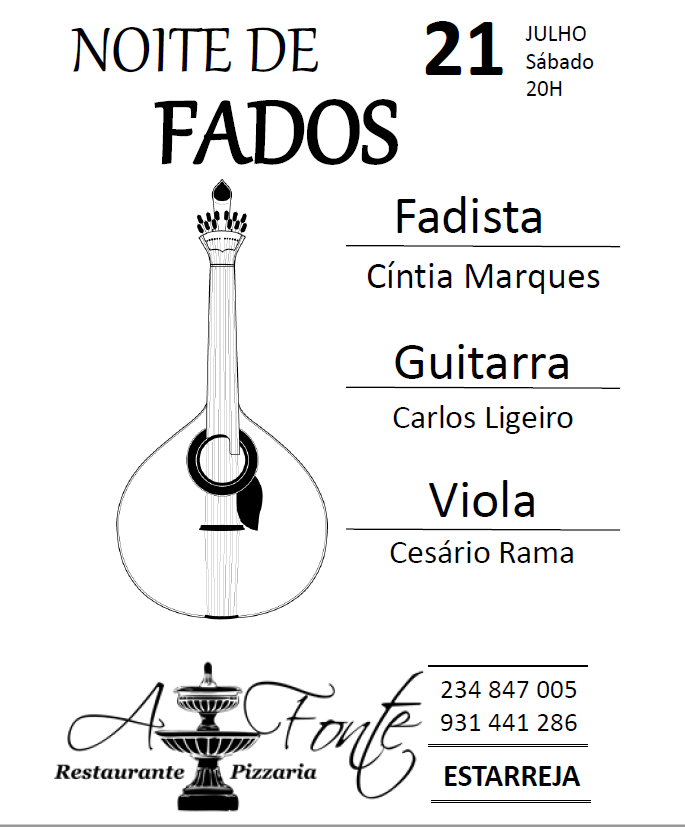 NOITE DE
FADOS
21
JULHO
Sábado
20H
Fadista
Cíntia Marques
Guitarra
Carlos Ligeiro
Viola
Cesário Rama
A Fonte
Restaurante Pizzaria
234 847 005
931 441 286
ESTARREJA